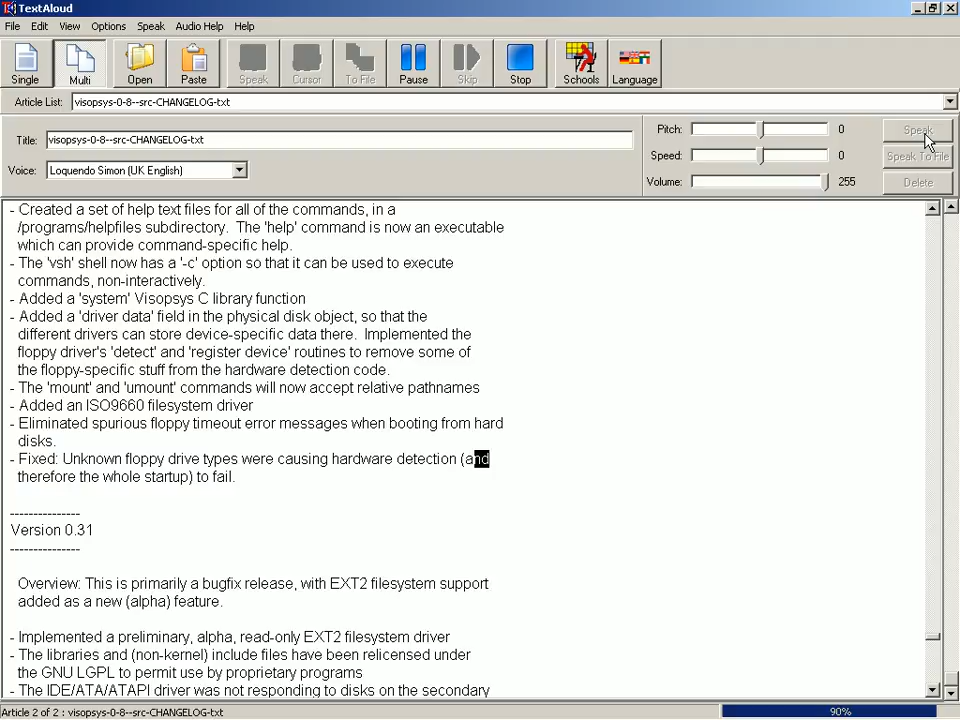 TextAloud
File Edit View Options Speak Audio Help Help
Single Multi Open Paste Speak Cursor To File Pause Skip Stop Schools Language
Article List: visopsys-0-8--src-CHANGELOG-txt
Title: visopsys-0-8--src-CHANGELOG-txt
Voice: Loquendo Simon (UK English)
Pitch: 0 Speak
Speed: 0 Speak To File
Volume: 255 Delete
- Created a set of help text files for all of the commands, in a
/programs/helpfiles subdirectory. The 'help' command is now an executable
which can provide command-specific help.
- The 'vsh' shell now has a '-c' option so that it can be used to execute
commands, non-interactively.
- Added a 'system' Visopsys C library function
- Added a 'driver data' field in the physical disk object, so that the
different drivers can store device-specific data there. Implemented the
floppy driver's 'detect' and 'register device' routines to remove some of
the floppy-specific stuff from the hardware detection code.
- The 'mount' and 'umount' commands will now accept relative pathnames
- Added an ISO9660 filesystem driver
- Eliminated spurious floppy timeout error messages when booting from hard
disks.
- Fixed: Unknown floppy drive types were causing hardware detection (and
therefore the whole startup) to fail.
---------------
Version 0.31
---------------
Overview: This is primarily a bugfix release, with EXT2 filesystem support
added as a new (alpha) feature.
- Implemented a preliminary, alpha, read-only EXT2 filesystem driver
- The libraries and (non-kernel) include files have been relicensed under
the GNU LGPL to permit use by proprietary programs
- The IDE/ATA/ATAPI driver was not responding to disks on the secondary
Article 2 of 2 : visopsys-0-8--src-CHANGELOG-txt 90%